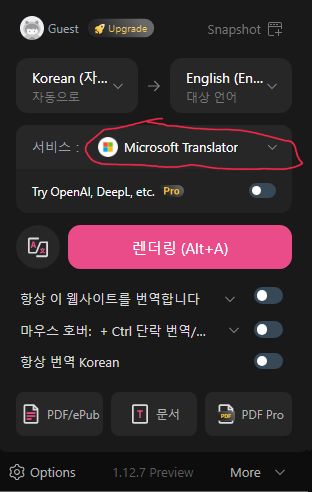 Guest Upgrade Snapshot
Korean (자... English (En...
자동으로 대상 언어
서비스 : Microsoft Translator
Try OpenAI, DeepL, etc. Pro
렌더링 (Alt+A)
항상 이 웹사이트를 번역합니다
마우스 호버: + Ctrl 단락 번역/...
항상 번역 Korean
PDF/ePub 문서 PDF Pro
Options 1.12.7 Preview More